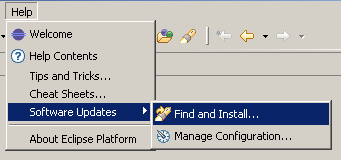 Help
Welcome
Help Contents
Tips and Tricks...
Cheat Sheets...
Software Updates
Find and Install...
Manage Configuration...
About Eclipse Platform